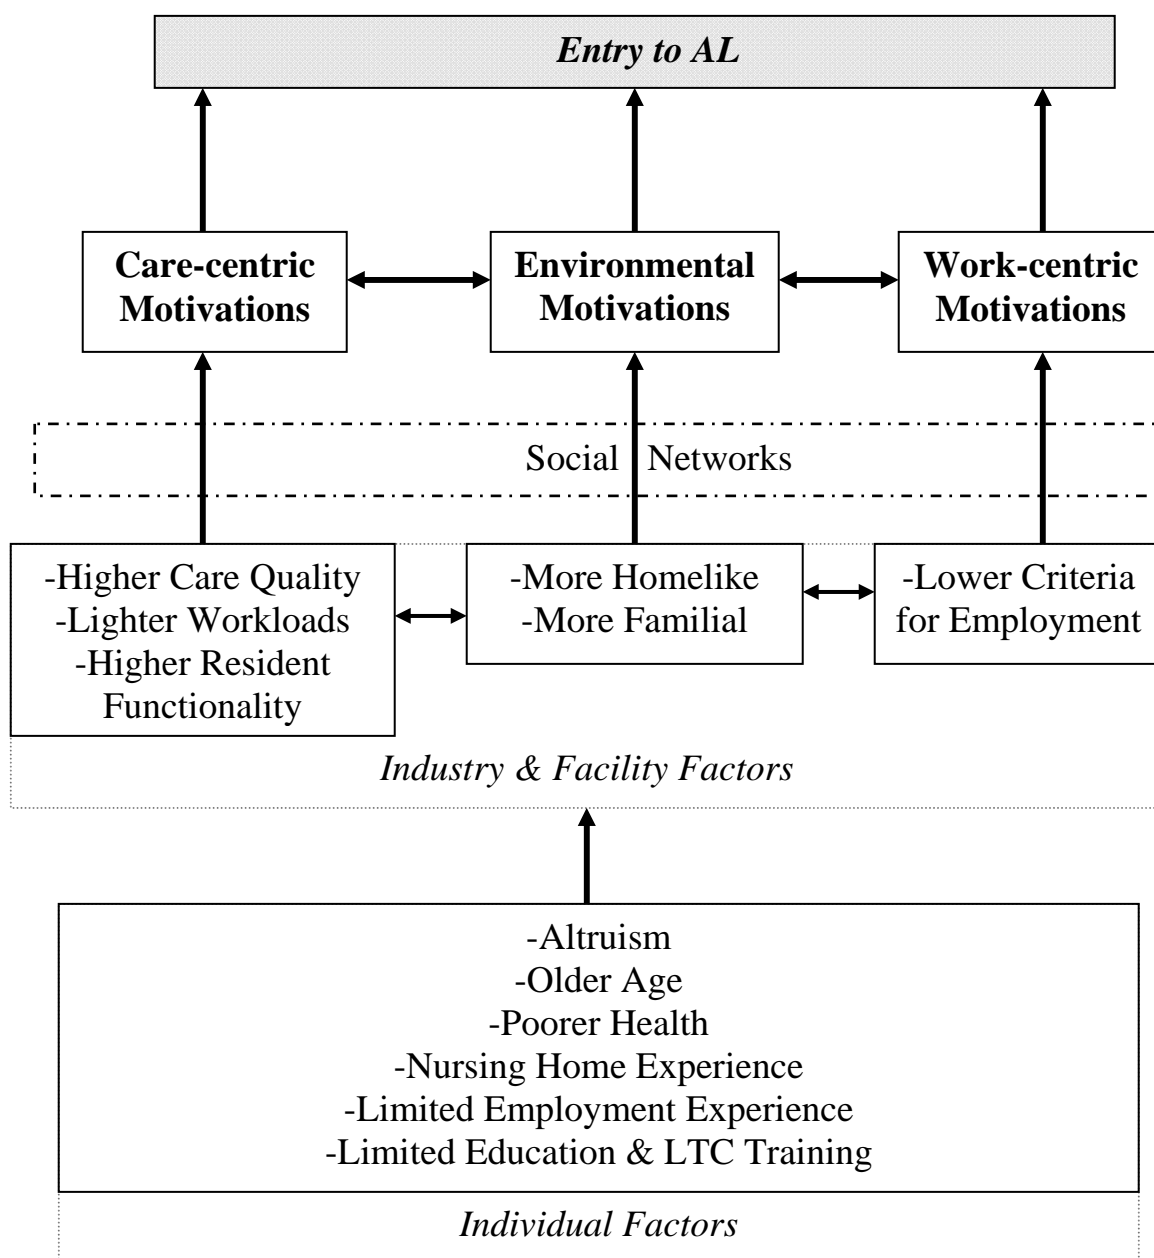 Entry to AL
Care-centric
Motivations
Environmental
Motivations
Work-centric
Motivations
Social Networks
-Higher Care Quality
-Lighter Workloads
-Higher Resident
Functionality
-More Homelike
-More Familial
-Lower Criteria
for Employment
Industry & Facility Factors
-Altruism
-Older Age
-Poorer Health
-Nursing Home Experience
-Limited Employment Experience
-Limited Education & LTC Training
Individual Factors